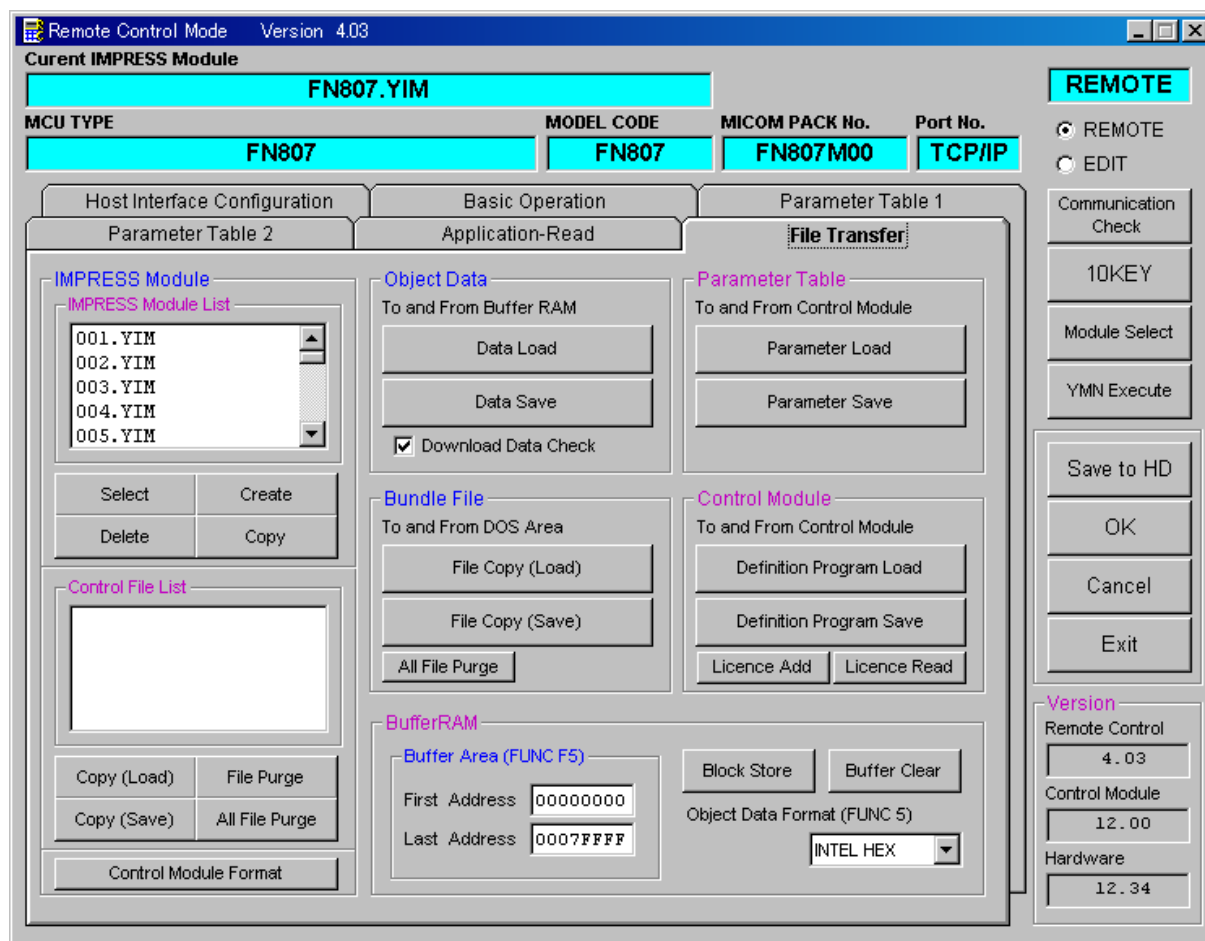 Remote Control Mode Version 4.03
Curent IMPRESS Module
FN807.YIM
REMOTE
MCU TYPE MODEL CODE MICOM PACK No. Port No.
FN807 FN807 FN807M00 TCP/IP
REMOTE
EDIT
Host Interface Configuration Basic Operation Parameter Table 1
Parameter Table 2 Application-Read File Transfer
Communication
Check
10KEY
Module Select
YMN Execute
IMPRESS Module
IMPRESS Module List
001.YIM
002.YIM
003.YIM
004.YIM
005.YIM
Select Create
Delete Copy
Control File List
Copy (Load) File Purge
Copy (Save) All File Purge
Control Module Format
Object Data
To and From Buffer RAM
Data Load
Data Save
Download Data Check
Parameter Table
To and From Control Module
Parameter Load
Parameter Save
Bundle File
To and From DOS Area
File Copy (Load)
File Copy (Save)
All File Purge
Control Module
To and From Control Module
Definition Program Load
Definition Program Save
Licence Add Licence Read
BufferRAM
Buffer Area (FUNC F5)
First Address 00000000
Last Address 0007FFFF
Block Store Buffer Clear
Object Data Format (FUNC 5)
INTEL HEX
Save to HD
OK
Cancel
Exit
Version
Remote Control
4.03
Control Module
12.00
Hardware
12.34